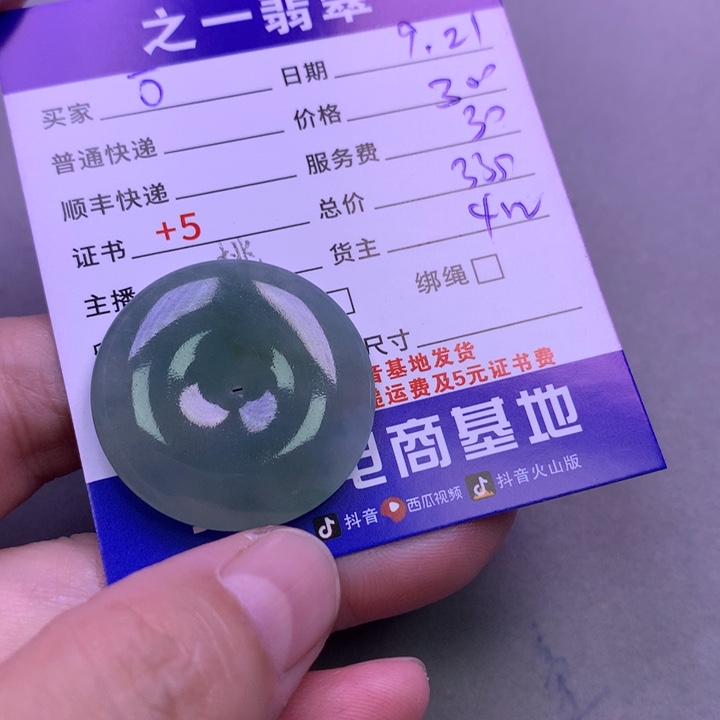 之一翡翠
买家 0 日期 9.21
普通快递 价格 300
顺丰快递 服务费 30
证书 +5 总价 335
主播 桃 货主
绑绳
尺寸
音基地发货
运费及5元证书费
电商基地
抖音 西瓜视频 抖音火山版